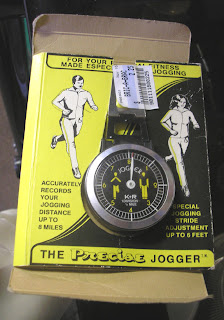 FOR YOUR
FITNESS
MADE ESPEC
JOGGING
JOGGER
K&R
ACCURATELY
RECORDS
YOUR
JOGGING
DISTANCE
UP TO
8 MILES
SPECIAL
JOGGING
STRIDE
ADJUSTMENT
UP TO 6 FEET
THE Precise JOGGER